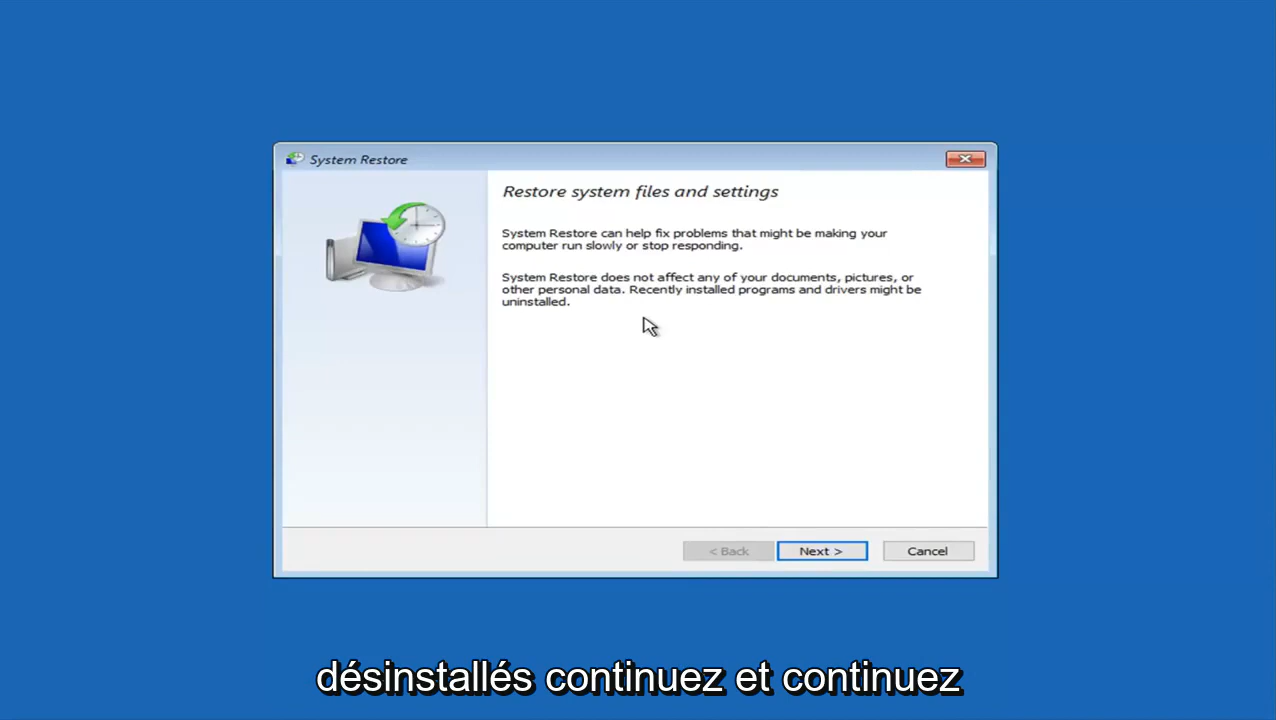 System Restore
Restore system files and settings
System Restore can help fix problems that might be making your
computer run slowly or stop responding.
System Restore does not affect any of your documents, pictures, or
other personal data. Recently installed programs and drivers might be
uninstalled.
< Back Next > Cancel
désinstallés continuez et continuez